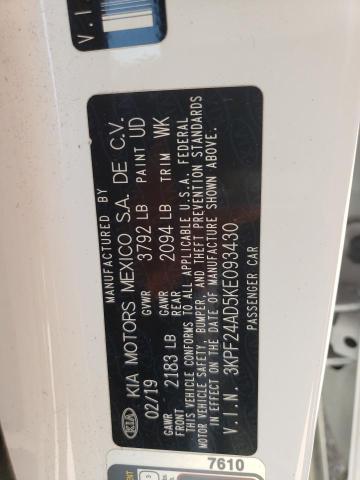 V.I.
MANUFACTURED BY
KIA KIA MOTORS MEXICO S.A. DE C.V.
02/19 GVWR 3792 LB PAINT UD
GAWR FRONT 2183 LB GAWR REAR 2094 LB TRIM WK
THIS VEHICLE CONFORMS TO ALL APPLICABLE U.S.A. FEDERAL
MOTOR VEHICLE SAFETY, BUMPER, AND THEFT PREVENTION STANDARDS
IN EFFECT ON THE DATE OF MANUFACTURE SHOWN ABOVE.
V.I.N. 3KPF24AD5KE093430
PASSENGER CAR
7610